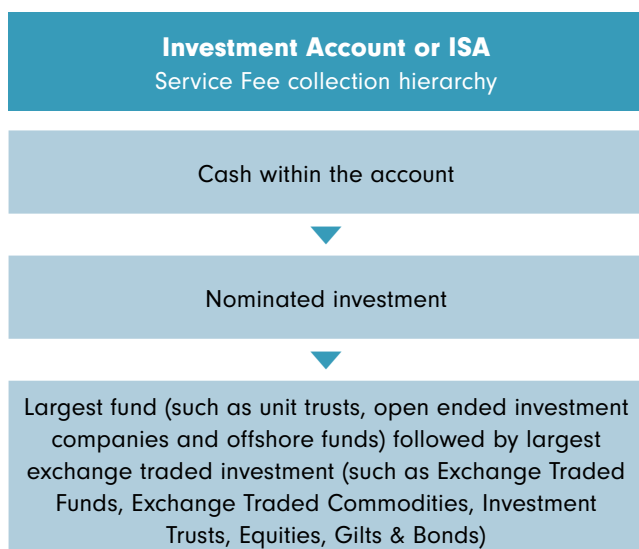 Investment Account or ISA
Service Fee collection hierarchy
Cash within the account
Nominated investment
Largest fund (such as unit trusts, open ended investment
companies and offshore funds) followed by largest
exchange traded investment (such as Exchange Traded
Funds, Exchange Traded Commodities, Investment
Trusts, Equities, Gilts & Bonds)